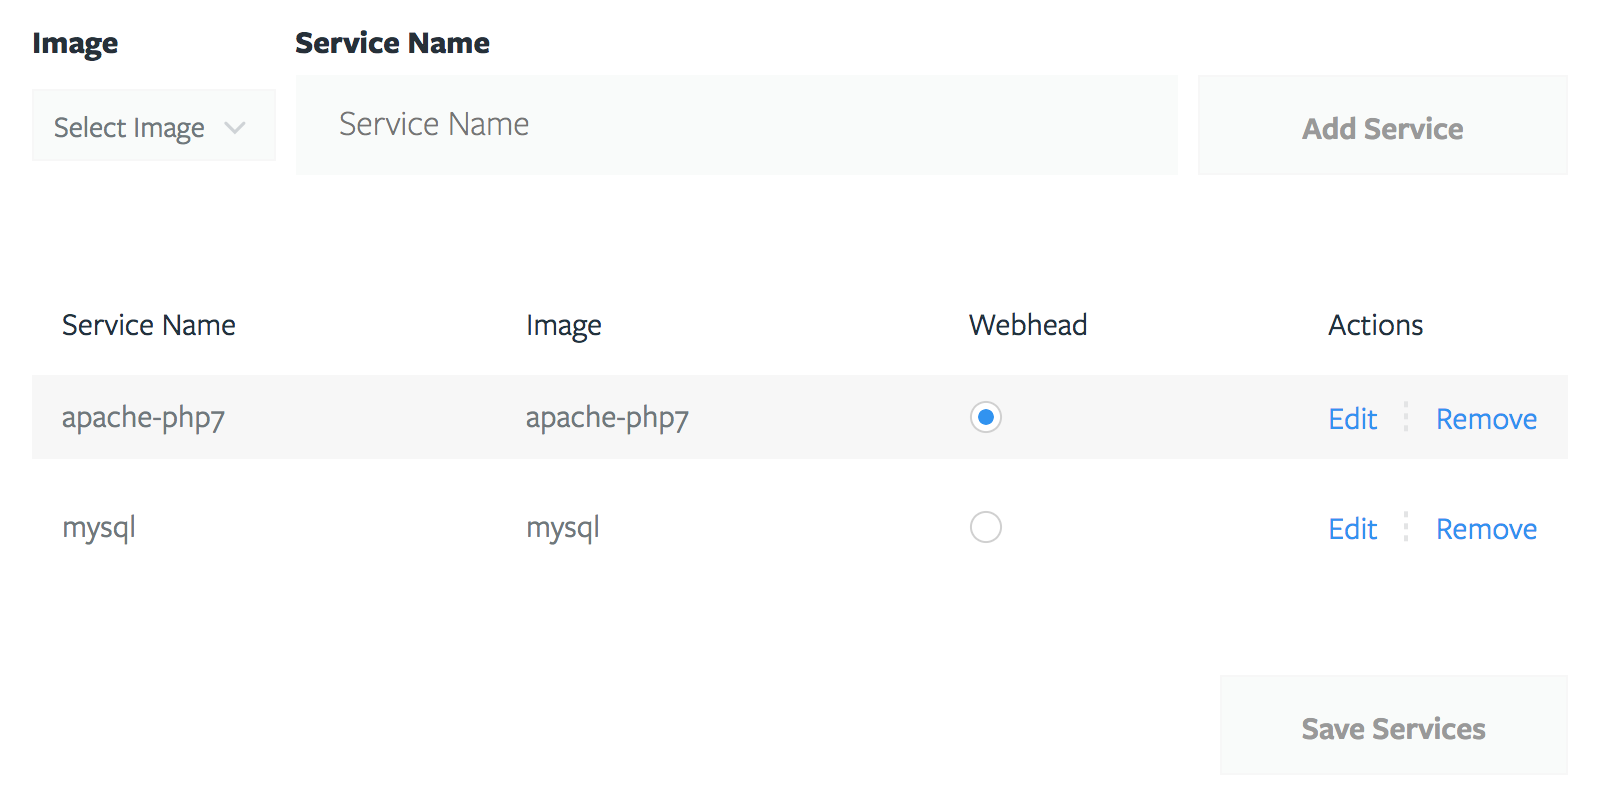 Image Service Name
Select Image Service Name Add Service
Service Name Image Webhead Actions
apache-php7 apache-php7 Edit Remove
mysql mysql Edit Remove
Save Services